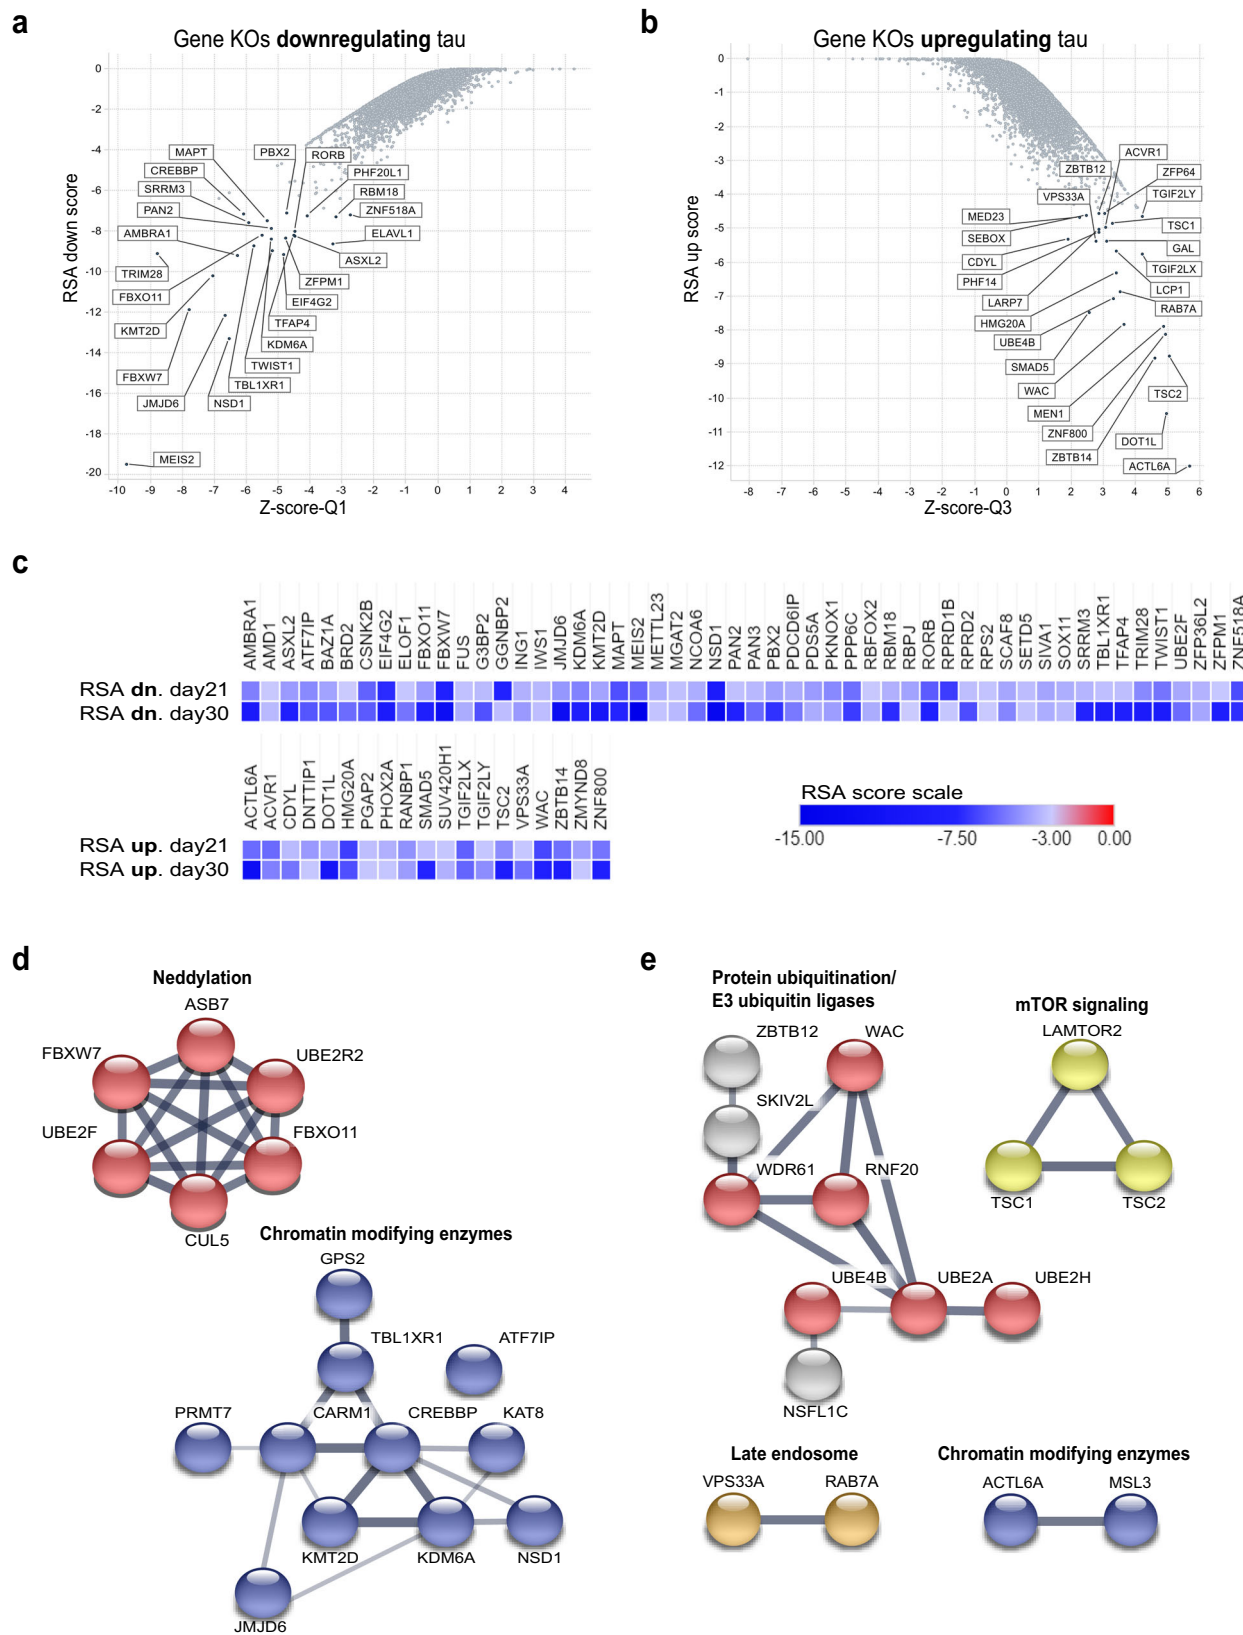 a
Gene KOs downregulating tau
0
-2
-4
-6
-8
-10
-12
-14
-16
-18
-20
RSA down score
MAPT
PBX2
RORB
CREBBP
PHF20L1
SRRM3
RBM18
PAN2
ZNF518A
AMBRA1
ELAVL1
ASXL2
TRIM28
ZFPM1
FBXO11
EIF4G2
TFAP4
KMT2D
KDM6A
TWIST1
FBXW7
TBL1XR1
JMJD6
NSD1
MEIS2
-10 -9 -8 -7 -6 -5 -4 -3 -2 -1 0 1 2 3 4
Z-score-Q1
b
Gene KOs upregulating tau
0
-1
-2
-3
-4
-5
-6
-7
-8
-9
-10
-11
-12
RSA up score
ACVR1
ZBTB12
ZFP64
VPS33A
TGIF2LY
MED23
TSC1
SEBOX
GAL
CDYL
TGIF2LX
PHF14
LCP1
LARP7
RAB7A
HMG20A
UBE4B
SMAD5
WAC
TSC2
MEN1
ZNF800
DOT1L
ZBTB14
ACTL6A
-8 -7 -6 -5 -4 -3 -2 -1 0 1 2 3 4 5 6
Z-score-Q3
c
AMBRA1 AMD1 ASXL2 ATF7IP BAZ1A BRD2 CSNK2B EIF4G2 ELOF1 FBXO11 FBXW7 FUS G3BP2 GGNBP2 ING1 IWS1 JMJD6 KDM6A KMT2D MAPT MEIS2 METTL23 MGAT2 NCOA6 NSD1 PAN2 PAN3 PBX2 PDCD6IP PDS5A PKNOX1 PPP6C RBFOX2 RBM18 RBPJ RORB RPRD1B RPRD2 RPS2 SCAF8 SETD5 SIVA1 SOX11 SRRM3 TBL1XR1 TFAP4 TRIM28 TWIST1 UBE2F ZFP36L2 ZFPM1 ZNF518A
RSA dn. day21
RSA dn. day30
ACTL6A ACVR1 CDYL DNTTIP1 DOT1L HMG20A PGAP2 PHOX2A RANBP1 SMAD5 SUV420H1 TGIF2LX TGIF2LY TSC2 VPS33A WAC ZBTB14 ZMYND8 ZNF800
RSA up. day21
RSA up. day30
RSA score scale
-15.00 -7.50 -3.00 0.00
d
Neddylation
ASB7
FBXW7
UBE2R2
UBE2F
FBXO11
CUL5
Chromatin modifying enzymes
GPS2
TBL1XR1
ATF7IP
PRMT7
CARM1
CREBBP
KAT8
KMT2D
KDM6A
NSD1
JMJD6
e
Protein ubiquitination/
E3 ubiquitin ligases
ZBTB12
WAC
SKIV2L
WDR61
RNF20
UBE4B
UBE2A
UBE2H
NSFL1C
mTOR signaling
LAMTOR2
TSC1
TSC2
Late endosome
VPS33A
RAB7A
Chromatin modifying enzymes
ACTL6A
MSL3